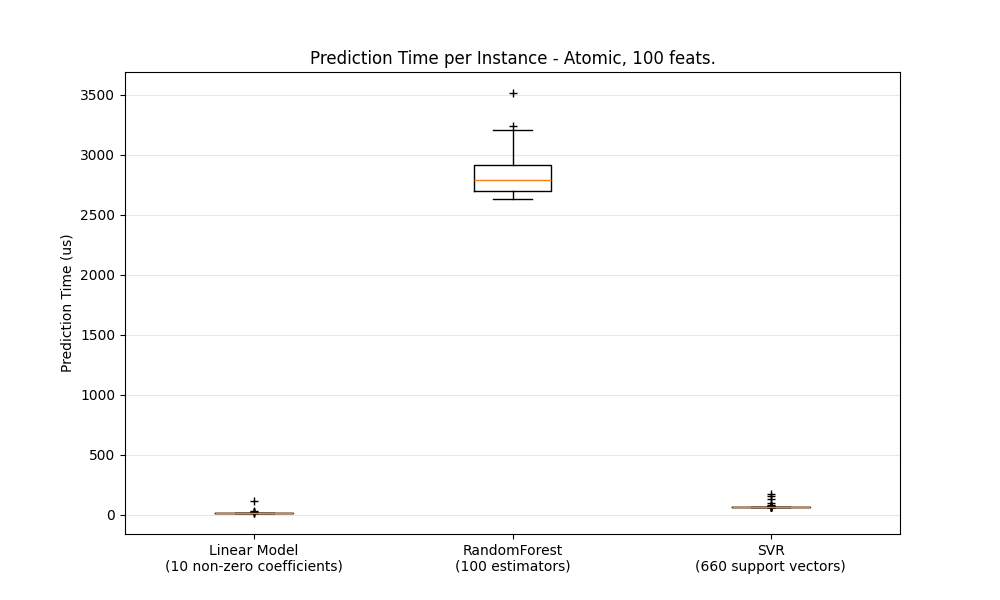 Prediction Time per Instance - Atomic, 100 feats.
Prediction Time (us)
3500
3000
2500
2000
1500
1000
500
0
Linear Model
(10 non-zero coefficients)
RandomForest
(100 estimators)
SVR
(660 support vectors)